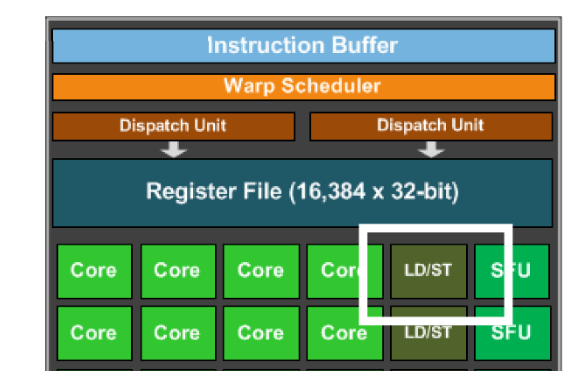 Instruction Buffer
Warp Scheduler
Dispatch Unit Dispatch Unit
Register File (16,384 x 32-bit)
Core Core Core Core LD/ST SFU
Core Core Core Core LD/ST SFU